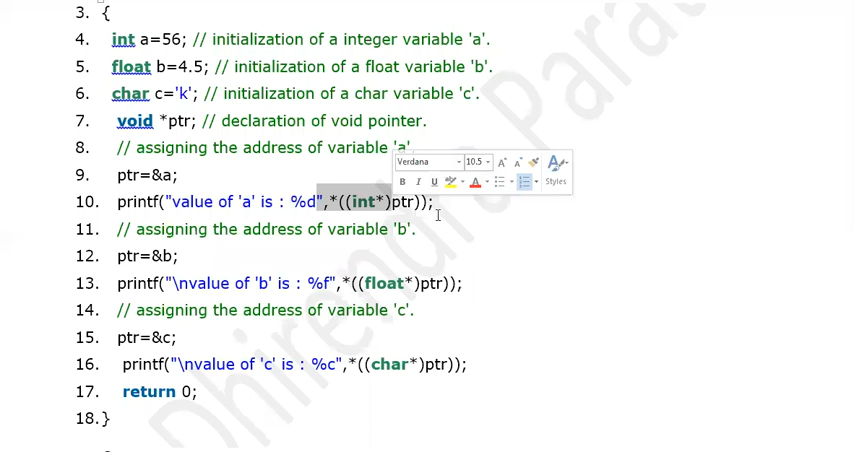 3. {
4. int a=56; // initialization of a integer variable 'a'.
5. float b=4.5; // initialization of a float variable 'b'.
6. char c='k'; // initialization of a char variable 'c'.
7. void *ptr; // declaration of void pointer.
8. // assigning the address of variable 'a'.
Verdana 10.5 A A A
9. ptr=&a;
B I U A Styles
10. printf("value of 'a' is : %d",*((int*)ptr));
11. // assigning the address of variable 'b'.
12. ptr=&b;
13. printf("\nvalue of 'b' is : %f",*((float*)ptr));
14. // assigning the address of variable 'c'.
15. ptr=&c;
16. printf("\nvalue of 'c' is : %c",*((char*)ptr));
17. return 0;
18.}
Dhirendra Parat